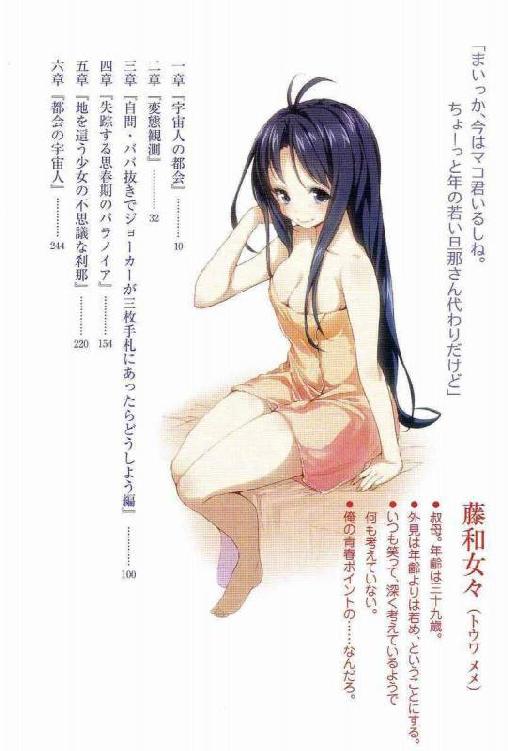 「まいっか、今はマコ君いるしね。
ちょーっと年の若い旦那さん代わりだけど」
藤和女々(トウワ メメ)
●叔母。年齢は三十九歳。
●外見は年齢よりは若め、ということにする。
●いつも笑って、深く考えているようで
何も考えていない。
●俺の青春ポイントの……なんだろ。
一章『宇宙人の都会』…………10
二章『変態観測』…………32
三章『自問・ババ抜きでジョーカーが三枚手札にあったらどうしよう編』…………100
四章『失踪する思春期のパラノイア』…………154
五章『地を這う少女の不思議な刹那』…………220
六章『都会の宇宙人』…………244